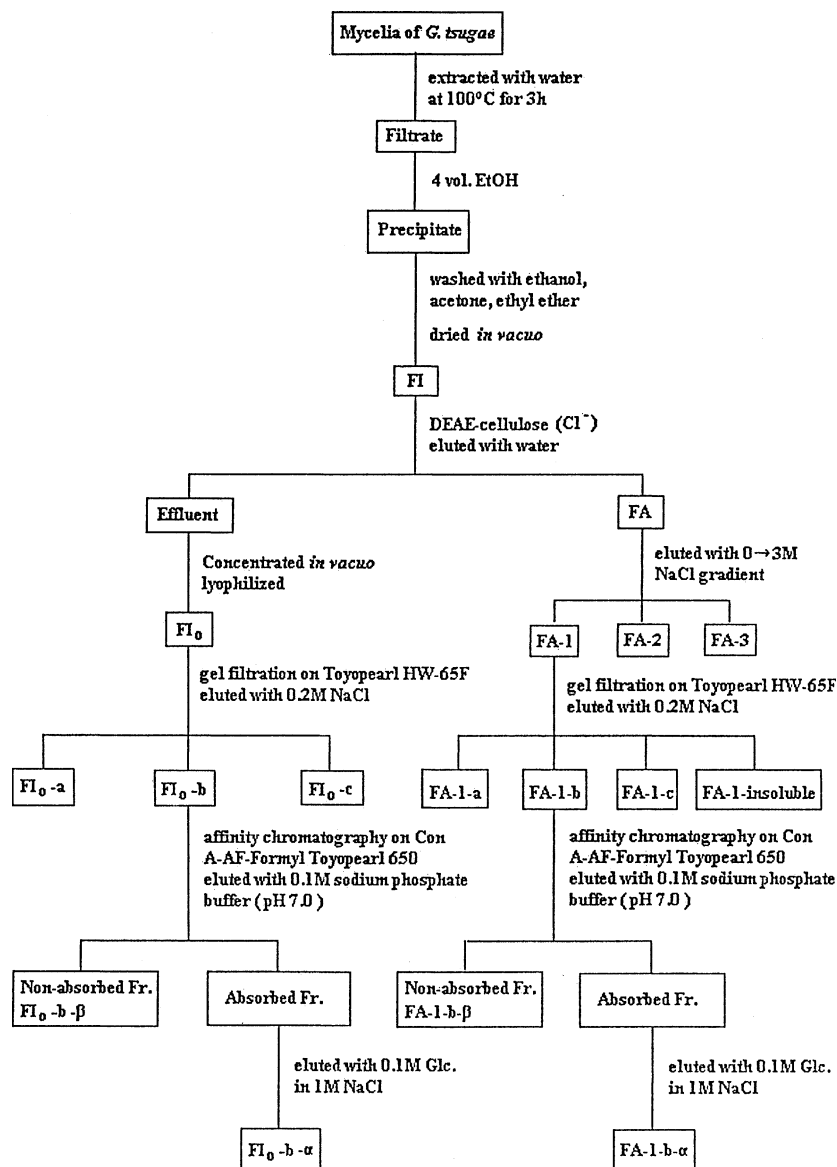 Mycelia of G. tsugae
extracted with water
at 100°C for 3h
Filtrate
4 vol. EtOH
Precipitate
washed with ethanol,
acetone, ethyl ether
dried in vacuo
FI
DEAE-cellulose (Cl⁻)
eluted with water
Effluent
FA
Concentrated in vacuo
lyophilized
eluted with 0→3M
NaCl gradient
FI₀
FA-1
FA-2
FA-3
gel filtration on Toyopearl HW-65F
eluted with 0.2M NaCl
gel filtration on Toyopearl HW-65F
eluted with 0.2M NaCl
FI₀-a
FI₀-b
FI₀-c
FA-1-a
FA-1-b
FA-1-c
FA-1-insoluble
affinity chromatography on Con
A-AF-Formyl Toyopearl 650
eluted with 0.1M sodium phosphate
buffer (pH 7.0)
affinity chromatography on Con
A-AF-Formyl Toyopearl 650
eluted with 0.1M sodium phosphate
buffer (pH 7.0)
Non-absorbed Fr.
FI₀-b-β
Absorbed Fr.
Non-absorbed Fr.
FA-1-b-β
Absorbed Fr.
eluted with 0.1M Glc.
in 1M NaCl
eluted with 0.1M Glc.
in 1M NaCl
FI₀-b-α
FA-1-b-α